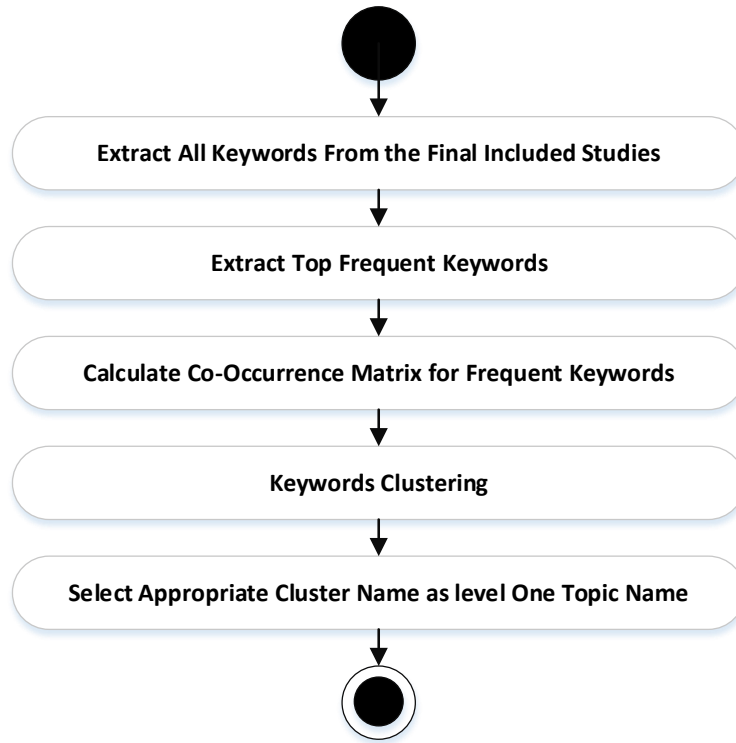 Extract All Keywords From the Final Included Studies
Extract Top Frequent Keywords
Calculate Co-Occurrence Matrix for Frequent Keywords
Keywords Clustering
Select Appropriate Cluster Name as level One Topic Name